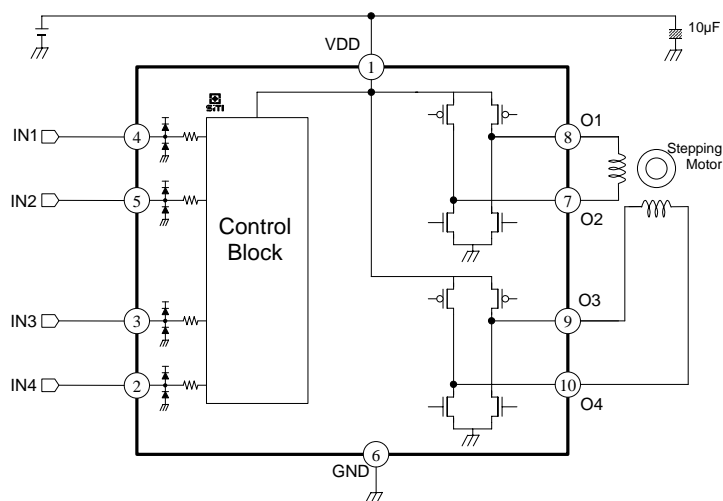 10µF
VDD
1
SiTI
IN1
4
O1
8
Stepping
Motor
IN2
5
7
O2
Control
Block
IN3
3
O3
9
IN4
2
10
O4
6
GND